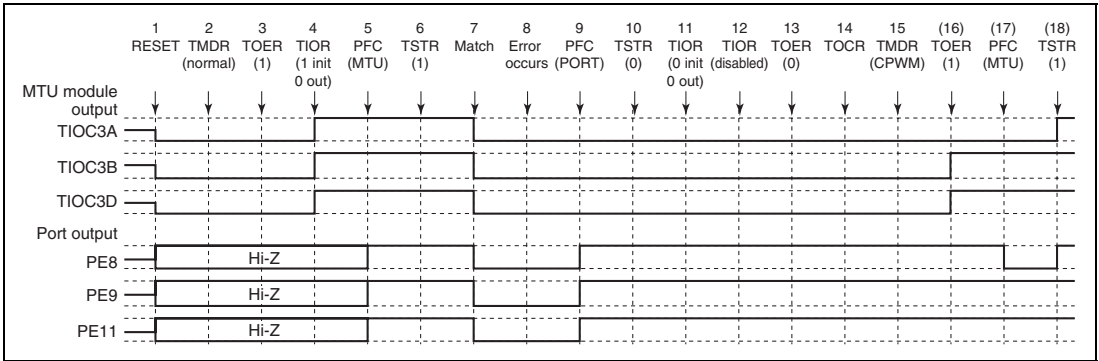 1 2 3 4 5 6 7 8 9 10 11 12 13 14 15 (16) (17) (18)
RESET TMDR TOER TIOR PFC TSTR Match Error PFC TSTR TIOR TIOR TOER TOCR TMDR TOER PFC TSTR
(normal) (1) (1 init (MTU) (1) occurs (PORT) (0) (0 init (disabled) (0) (CPWM) (1) (MTU) (1)
0 out) 0 out)
MTU module
output
TIOC3A
TIOC3B
TIOC3D
Port output
PE8 Hi-Z
PE9 Hi-Z
PE11 Hi-Z